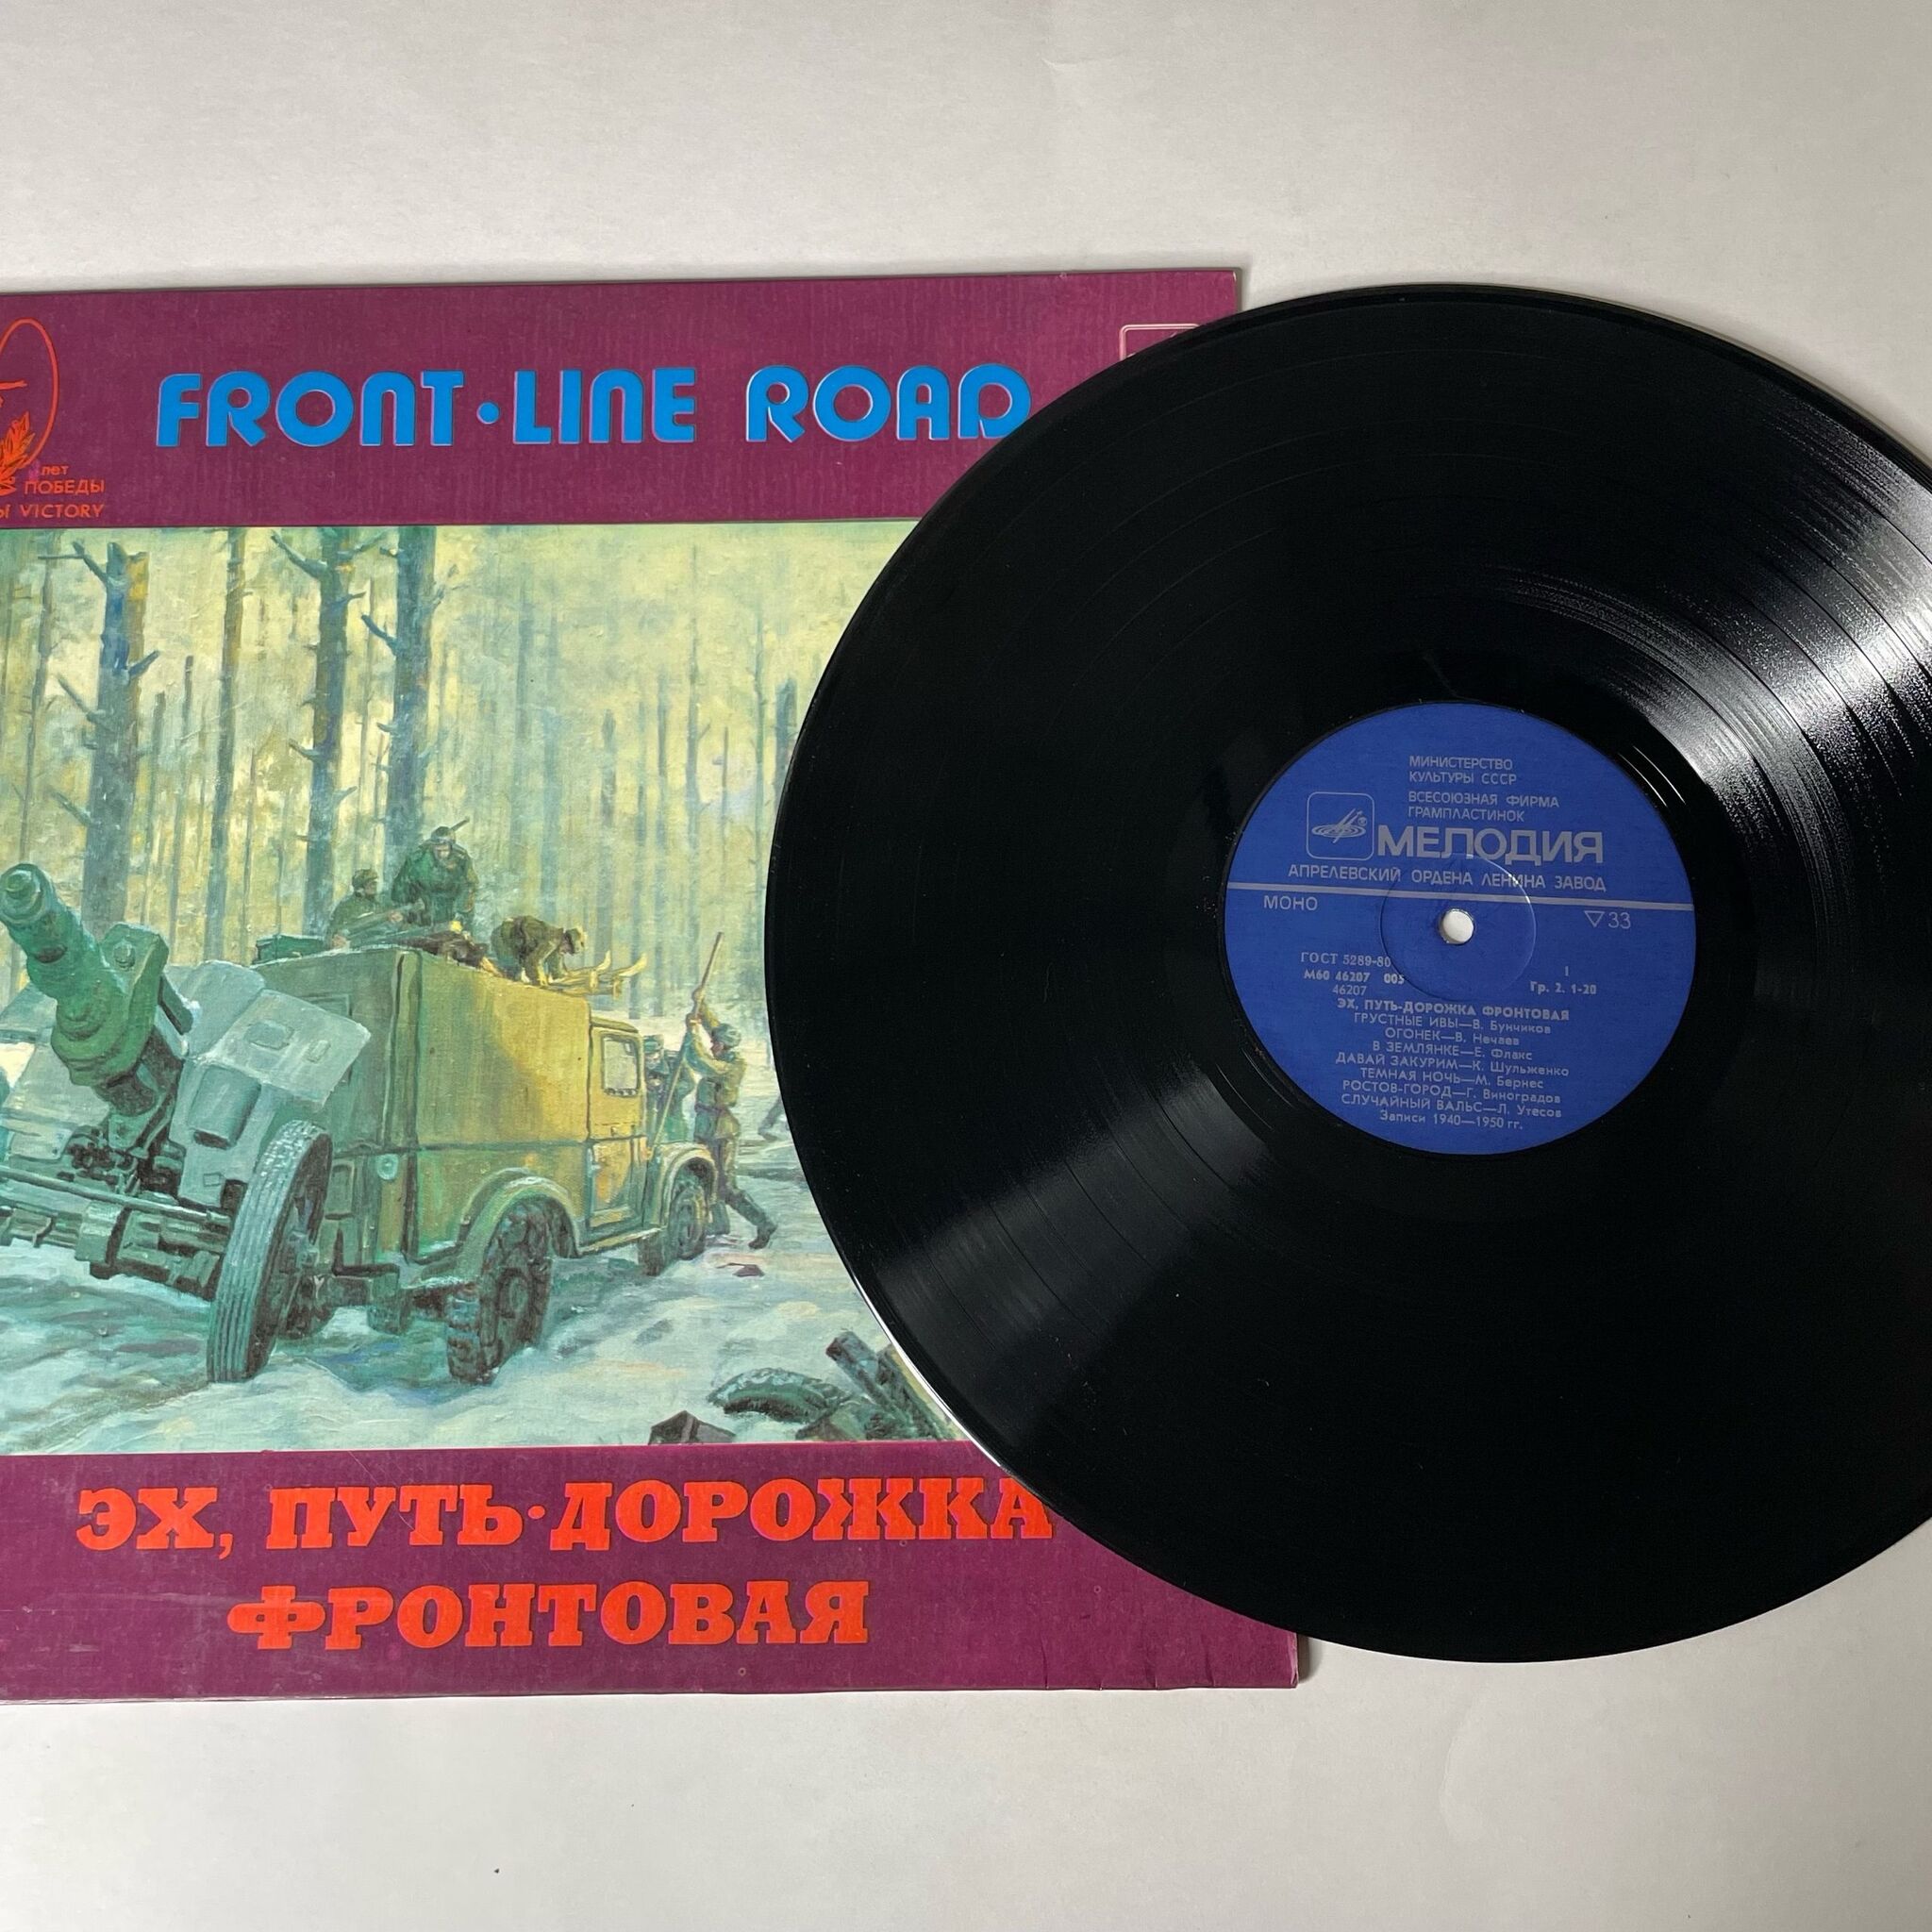 FRONT·LINE ROAD
лет
ПОБЕДЫ
VICTORY
ЭХ, ПУТЬ·ДОРОЖКА
ФРОНТОВАЯ
МИНИСТЕРСТВО
КУЛЬТУРЫ СССР
ВСЕСОЮЗНАЯ ФИРМА
ГРАМПЛАСТИНОК
МЕЛОДИЯ
АПРЕЛЕВСКИЙ ОРДЕНА ЛЕНИНА ЗАВОД
МОНО ▽33
ГОСТ 5289-80 1
М60 46207 005 Гр. 2. 1-20
46207
ЭХ, ПУТЬ-ДОРОЖКА ФРОНТОВАЯ
ГРУСТНЫЕ ИВЫ—В. Бунчиков
ОГОНЕК—В. Нечаев
В ЗЕМЛЯНКЕ—Е. Флакс
ДАВАЙ ЗАКУРИМ—К. Шульженко
ТЕМНАЯ НОЧЬ—М. Бернес
РОСТОВ-ГОРОД—Г. Виноградов
СЛУЧАЙНЫЙ ВАЛЬС—Л. Утесов
Записи 1940—1950 гг.